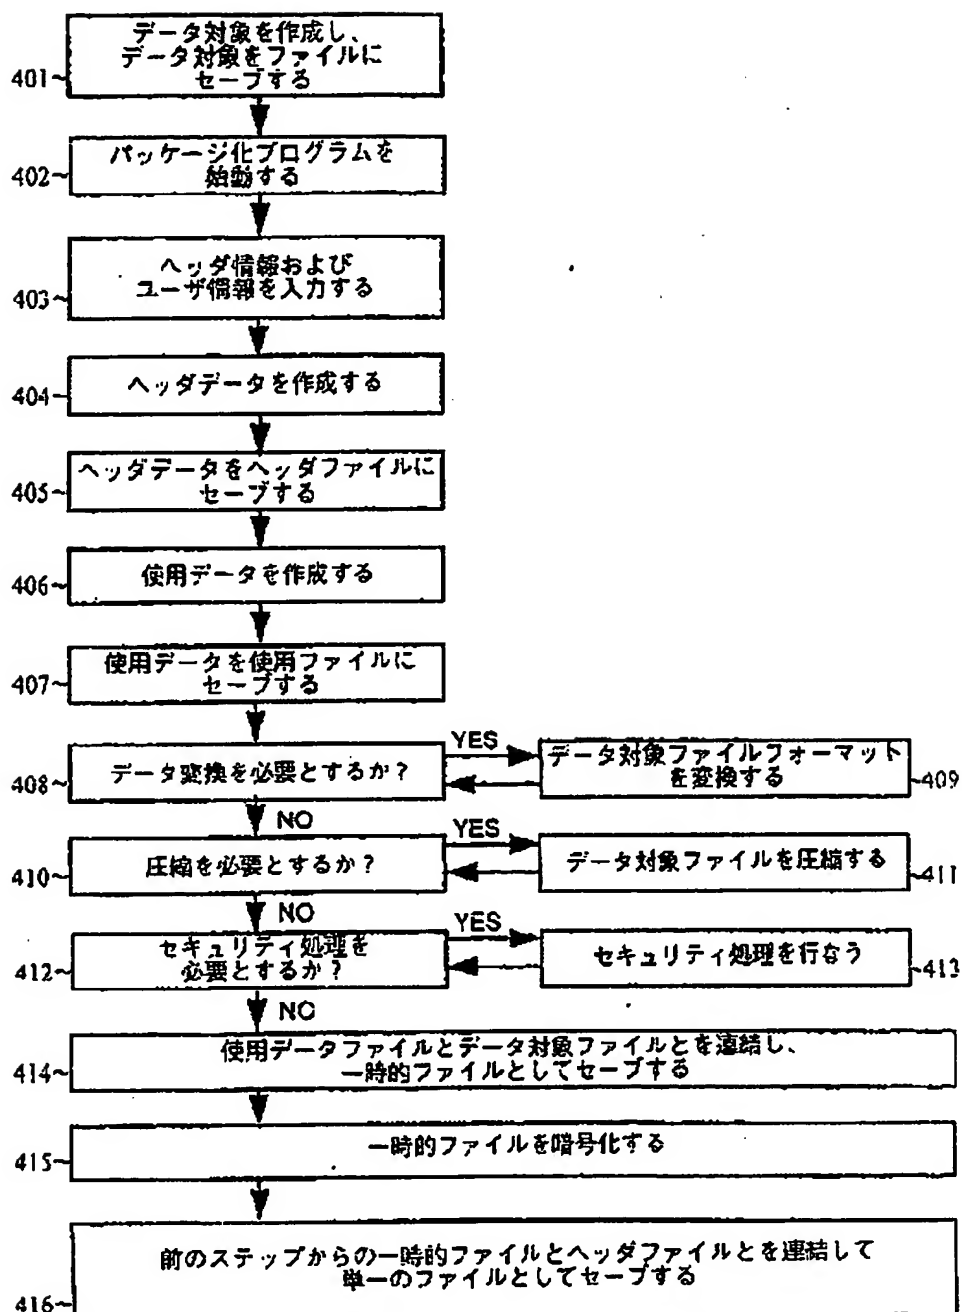 データ対象を作成し、
データ対象をファイルに
セーブする
401~
パッケージ化プログラムを
始動する
402~
ヘッダ情報および
ユーザ情報を入力する
403~
ヘッダデータを作成する
404~
ヘッダデータをヘッダファイルに
セーブする
405~
使用データを作成する
406~
使用データを使用ファイルに
セーブする
407~
データ変換を必要とするか？
408~
YES
データ対象ファイルフォーマット
を変換する
~409
NO
圧縮を必要とするか？
410~
YES
データ対象ファイルを圧縮する
~411
NO
セキュリティ処理を
必要とするか？
412~
YES
セキュリティ処理を行なう
~413
NO
使用データファイルとデータ対象ファイルとを連結し、
一時的ファイルとしてセーブする
414~
一時的ファイルを暗号化する
415~
前のステップからの一時的ファイルとヘッダファイルとを連結して
単一のファイルとしてセーブする
416~